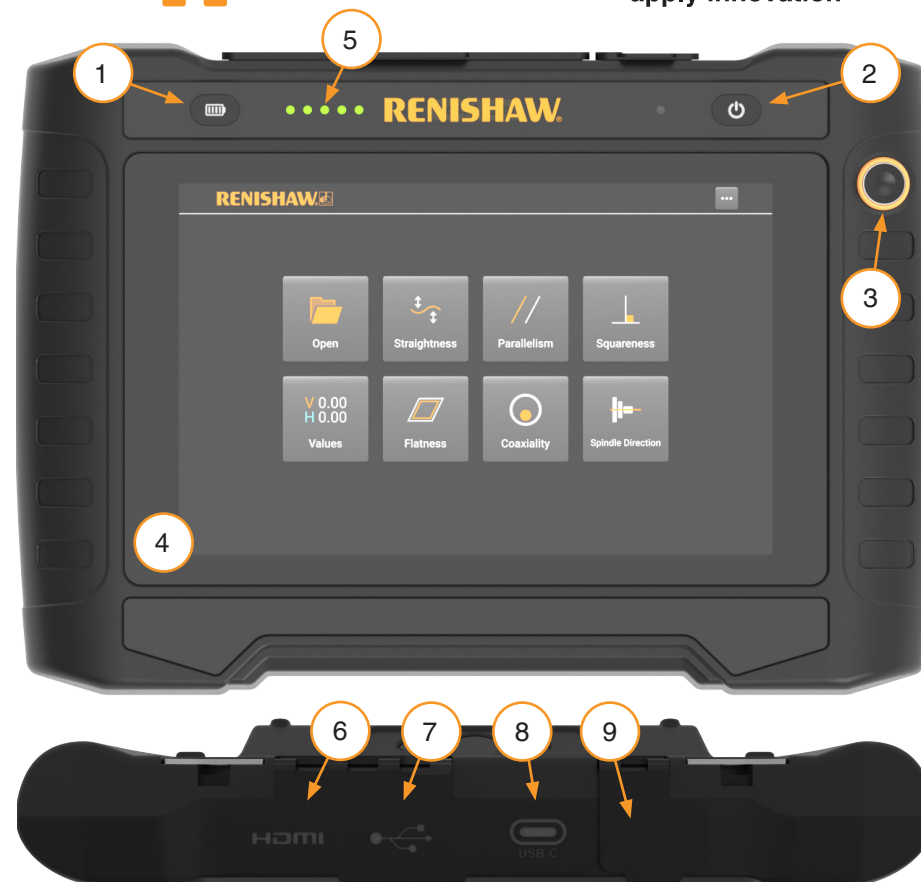 apply innovation
5
1
2
RENISHAW.
RENISHAW
3
Open
Straightness
Parallelism
Squareness
V 0.00
H 0.00
Values
Flatness
Coaxiality
Spindle Direction
4
6
7
8
9
HDMI
USB-C